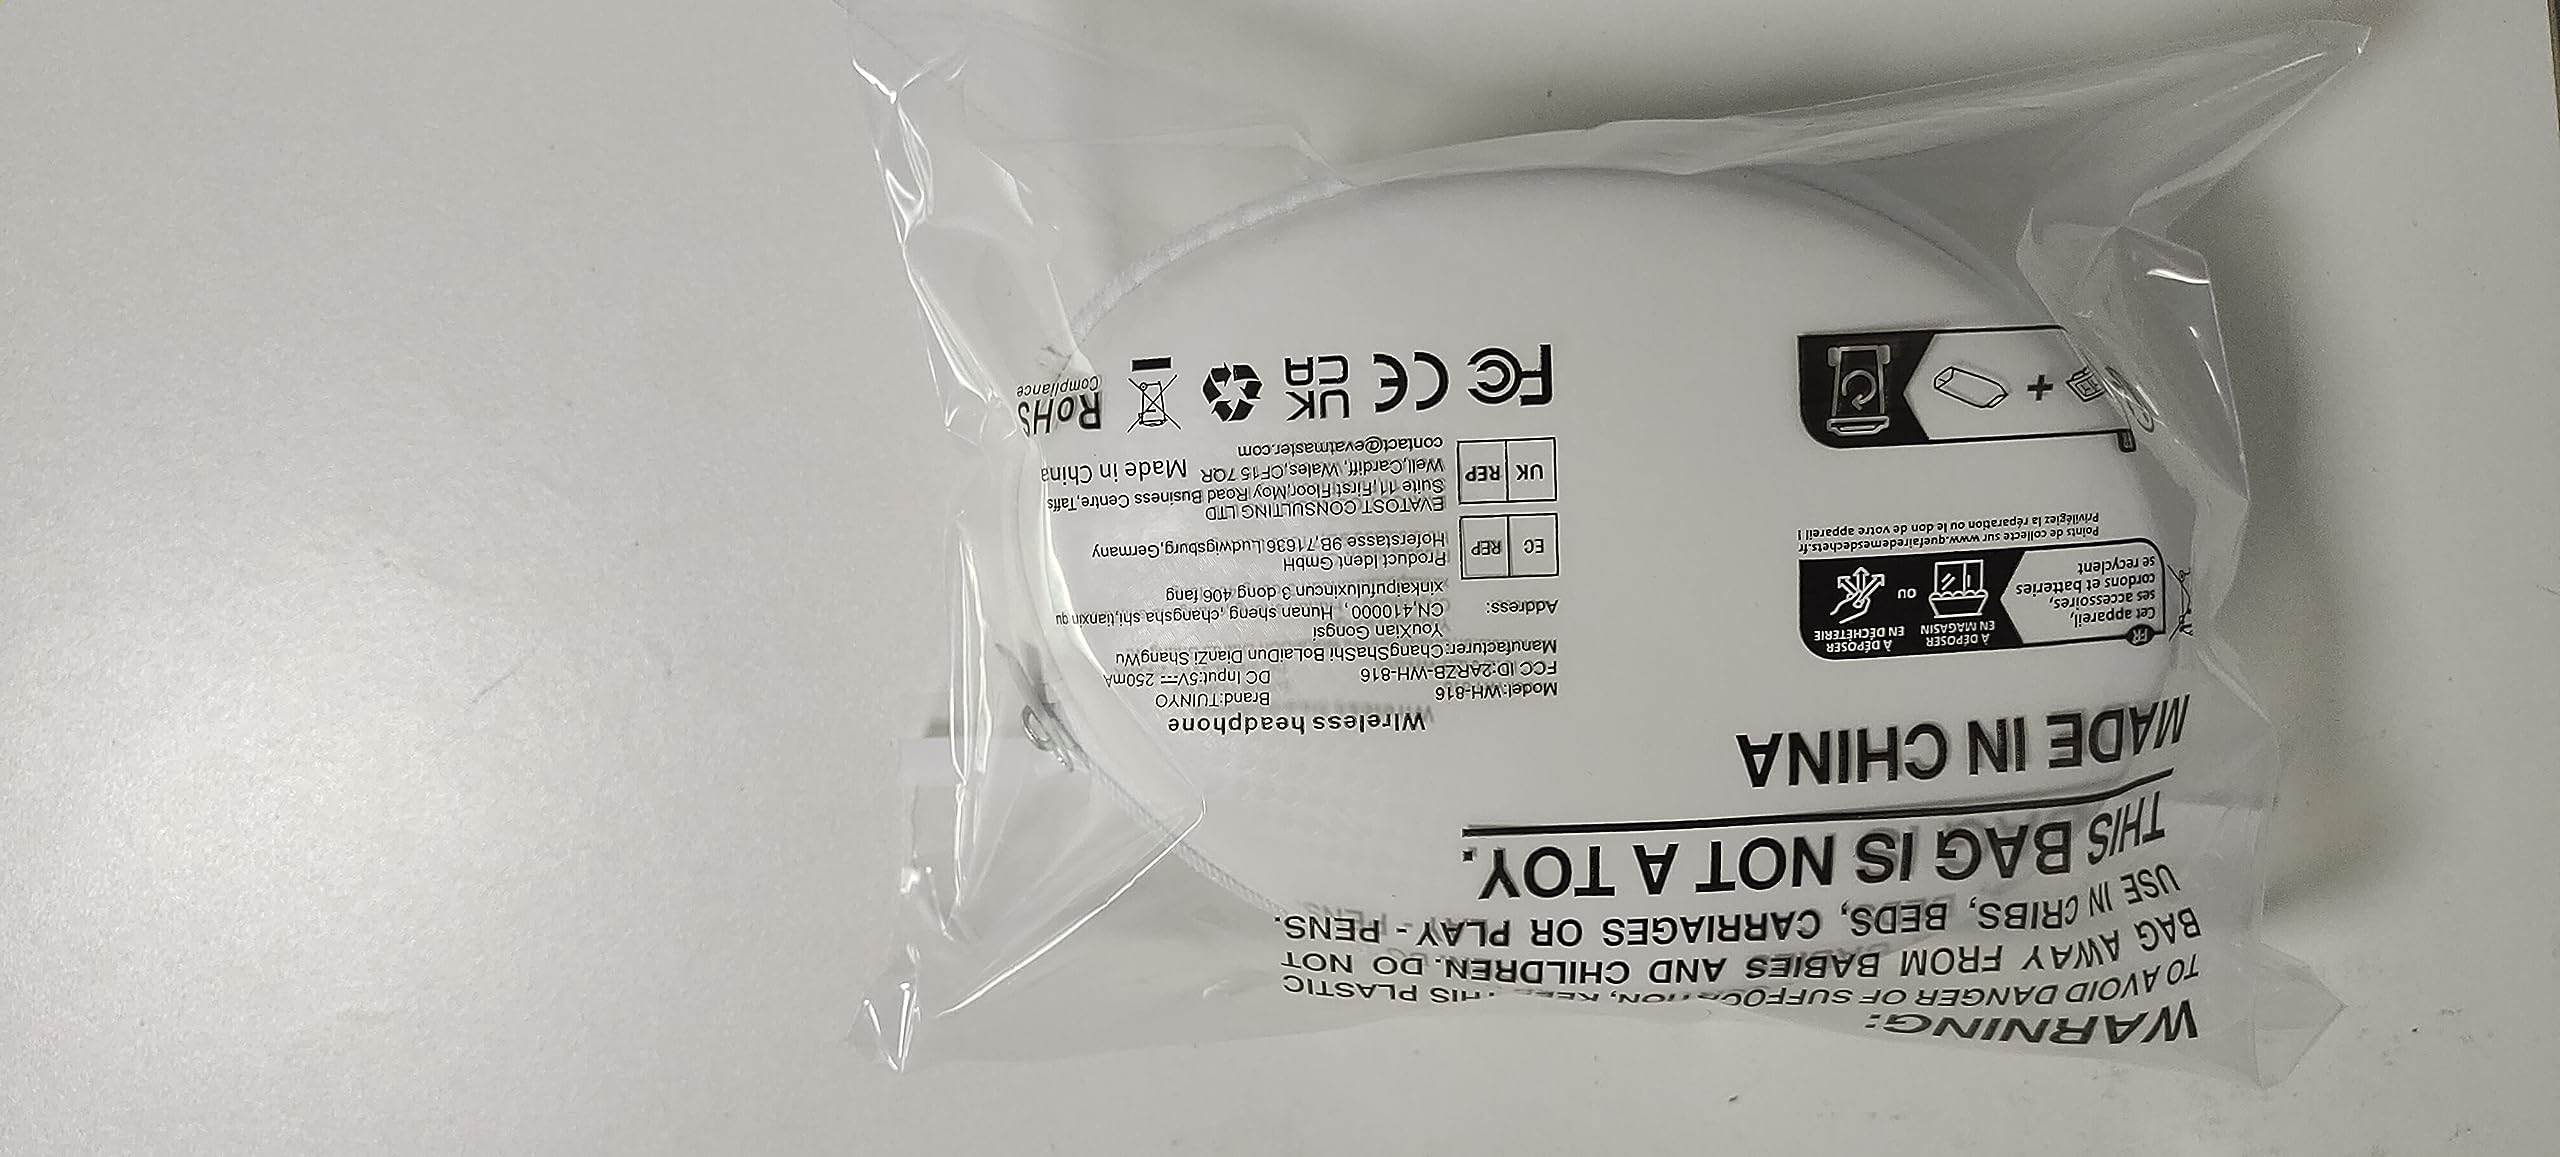 WARNING:
TO AVOID DANGER OF SUFFOCATION, KEEP THIS PLASTIC
BAG AWAY FROM BABIES AND CHILDREN. DO NOT
USE IN CRIBS, BEDS, CARRIAGES OR PLAY - PENS.
THIS BAG IS NOT A TOY.
MADE IN CHINA
FR
Cet appareil,
ses accessoires,
cordons et batteries
se recyclent
À DÉPOSER
EN MAGASIN
OU
À DÉPOSER
EN DÉCHÈTERIE
Points de collecte sur www.quefairedemesdechets.fr
Privilégiez la réparation ou le don de votre appareil !
+
Wireless headphone
Model:WH-816
Brand:TUINYO
FCC ID:2ARZB-WH-816
DC Input:5V⎓ 250mA
Manufacturer:ChangShaShi BoLaiDun DianZi ShangWu
YouXian Gongsi
Address:
CN,410000, Hunan sheng ,changsha shi,tianxin qu
xinkaipululuxincun 3 dong 406 fang
EC REP
Product Ident GmbH
Hoferstasse 9B,71636 Ludwigsburg,Germany
UK REP
EVATOST CONSULTING LTD
Suite 11,First Floor,Moy Road Business Centre,Taffs
Well,Cardiff, Wales,CF15 7QR
contact@evatmaster.com
Made in China
FC CE UK CA
RoHS
Compliance